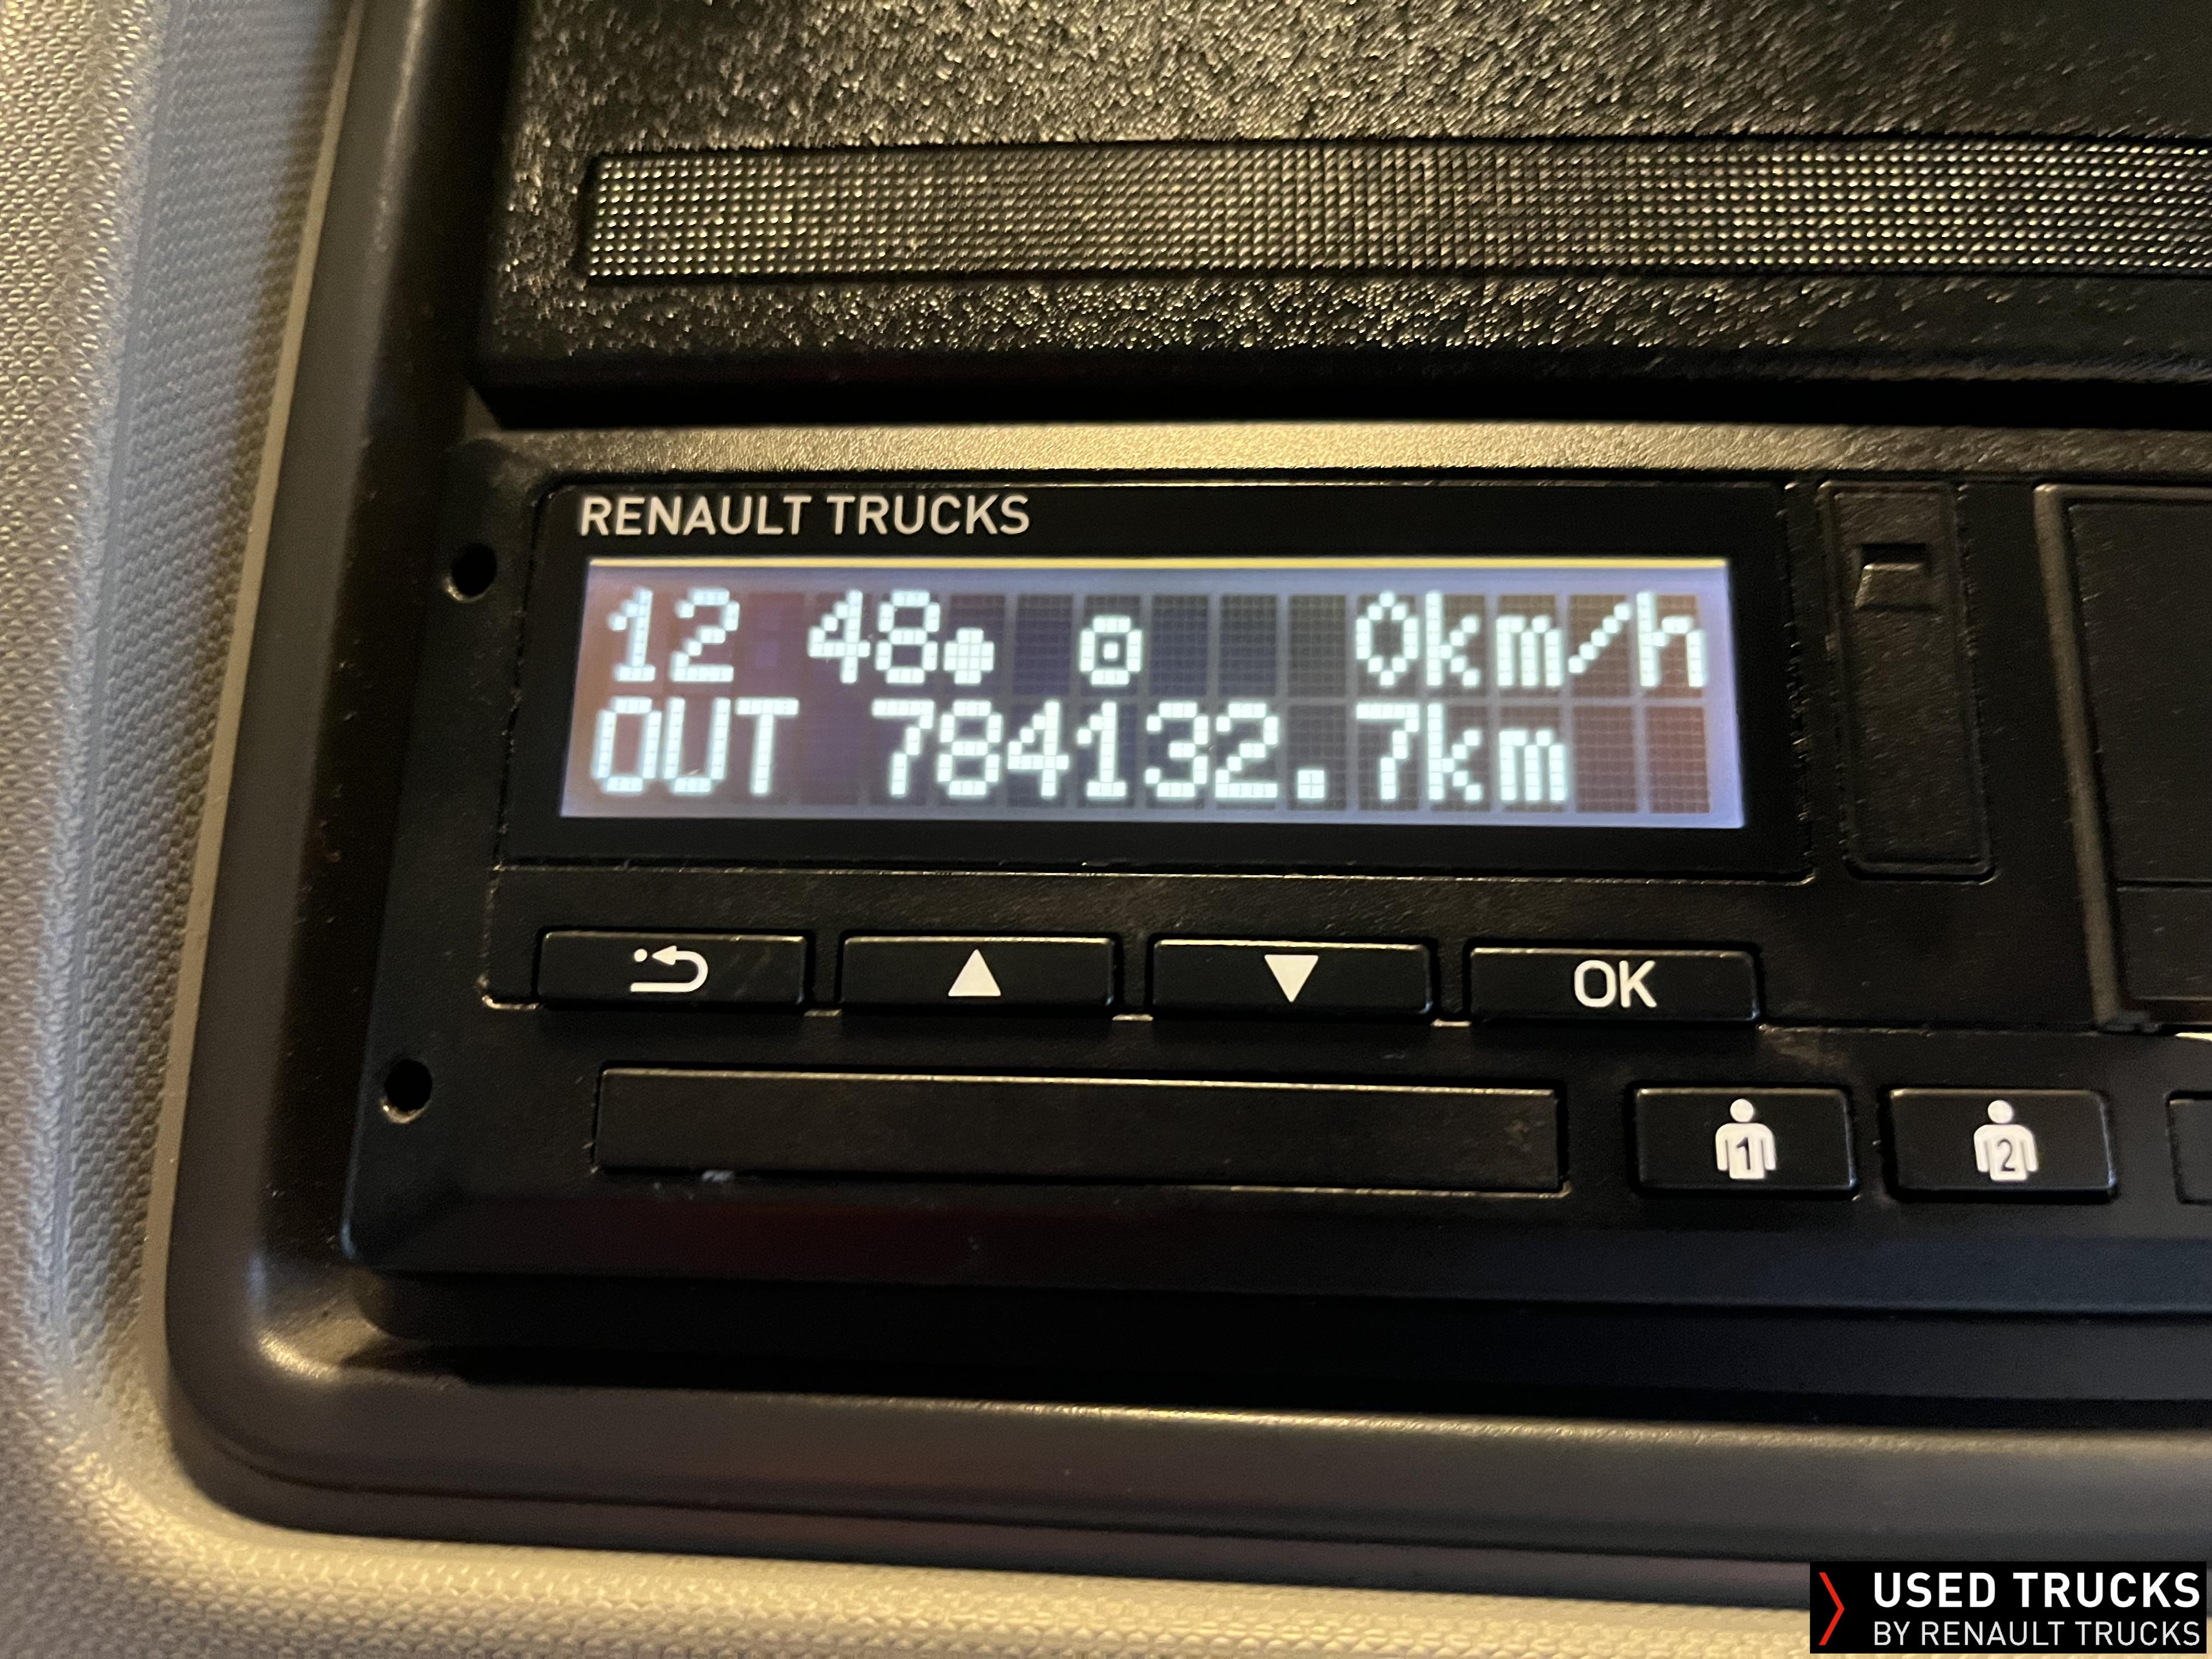 RENAULT TRUCKS
12 48 0km/h
OUT 784132.7km
OK
1 2
USED TRUCKS
BY RENAULT TRUCKS